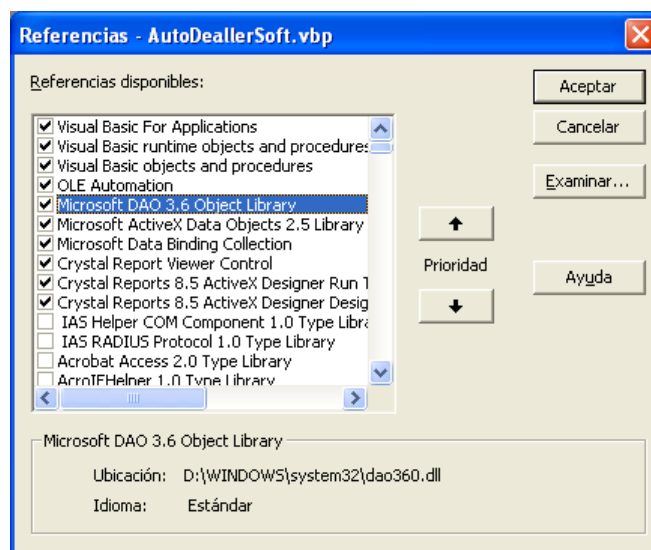 Referencias - AutoDeallerSoft.vbp
Referencias disponibles:
Visual Basic For Applications
Visual Basic runtime objects and procedures
Visual Basic objects and procedures
OLE Automation
Microsoft DAO 3.6 Object Library
Microsoft ActiveX Data Objects 2.5 Library
Microsoft Data Binding Collection
Crystal Report Viewer Control
Crystal Reports 8.5 ActiveX Designer Run T
Crystal Reports 8.5 ActiveX Designer Desig
IAS Helper COM Component 1.0 Type Libra
IAS RADIUS Protocol 1.0 Type Library
Acrobat Access 2.0 Type Library
AcroIEHelper 1.0 Type Library
Aceptar
Cancelar
Examinar...
Prioridad
Ayuda
Microsoft DAO 3.6 Object Library
Ubicación: D:\WINDOWS\system32\dao360.dll
Idioma: Estándar